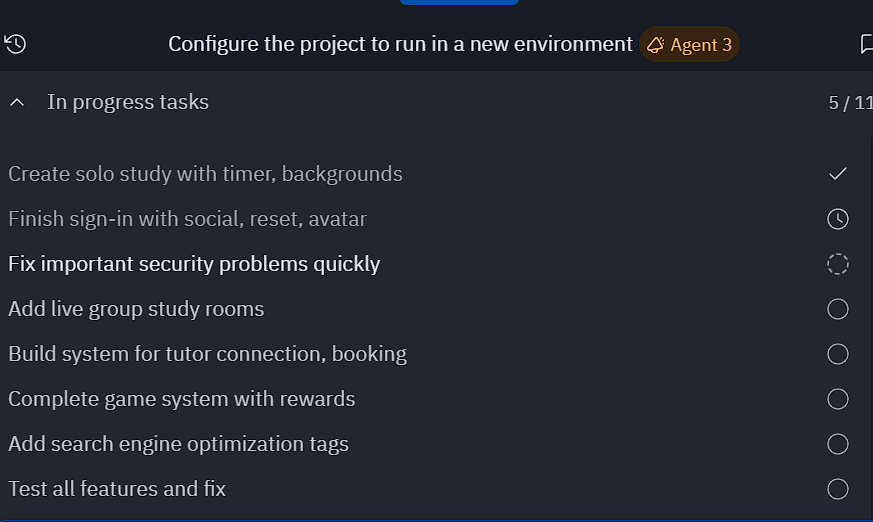 Configure the project to run in a new environment Agent 3
In progress tasks 5 / 11
Create solo study with timer, backgrounds
Finish sign-in with social, reset, avatar
Fix important security problems quickly
Add live group study rooms
Build system for tutor connection, booking
Complete game system with rewards
Add search engine optimization tags
Test all features and fix